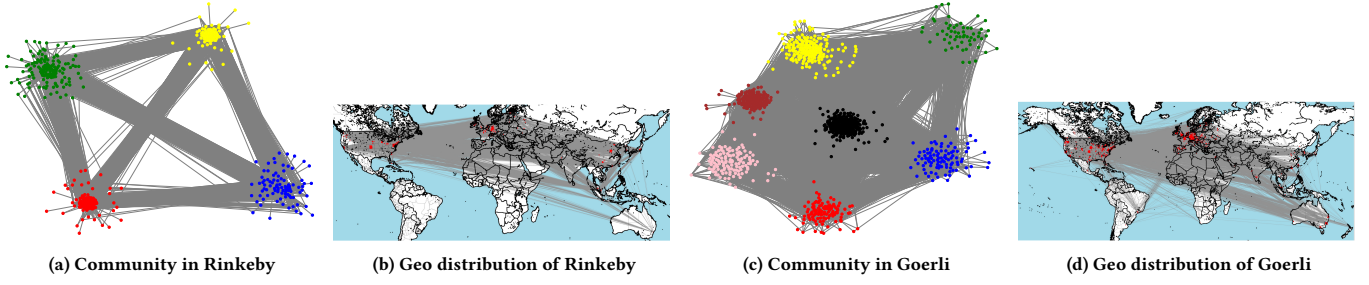 (a) Community in Rinkeby
(b) Geo distribution of Rinkeby
(c) Community in Goerli
(d) Geo distribution of Goerli